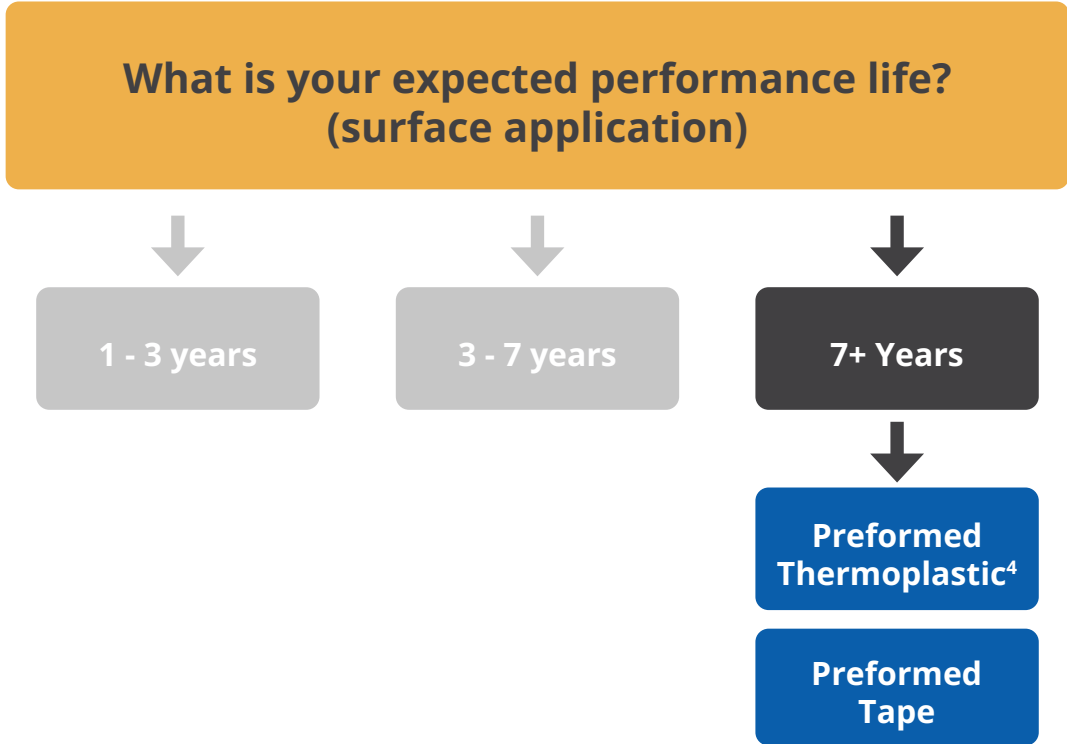 What is your expected performance life?
(surface application)
1 - 3 years
3 - 7 years
7+ Years
Preformed
Thermoplastic⁴
Preformed
Tape